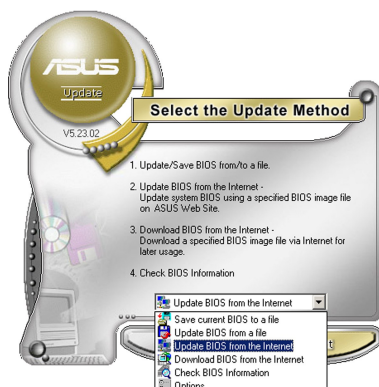 ASUS
Update
V5.23.02
Select the Update Method
1. Update/Save BIOS from/to a file.
2. Update BIOS from the Internet -
Update system BIOS using a specified BIOS image file
on ASUS Web Site.
3. Download BIOS from the Internet -
Download a specified BIOS image file via Internet for
later usage.
4. Check BIOS Information
Update BIOS from the Internet
Save current BIOS to a file
Update BIOS from a file
Update BIOS from the Internet
Download BIOS from the Internet
Check BIOS Information
Options